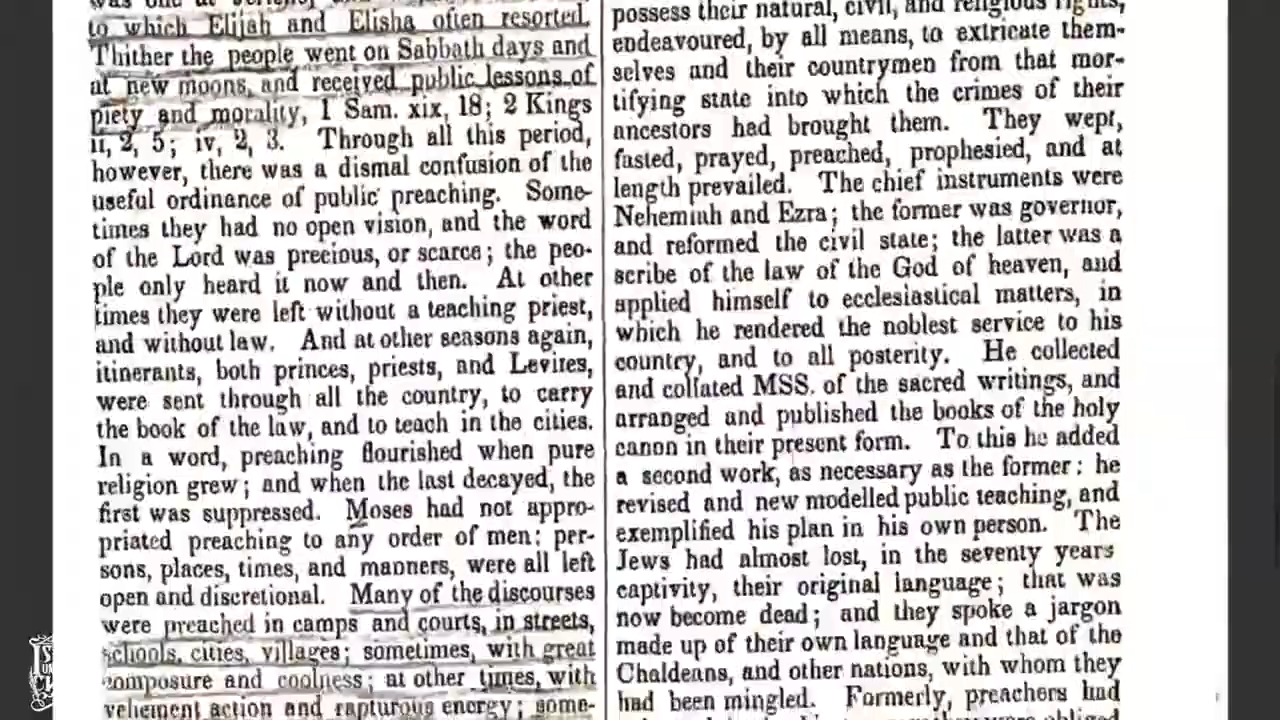 to which Elijah and Elisha often resorted.
Thither the people went on Sabbath days and
at new moons, and received public lessons of
piety and morality, 1 Sam. xix, 18; 2 Kings
ii, 2, 5; iv, 2, 3. Through all this period,
however, there was a dismal confusion of the
useful ordinance of public preaching. Some-
times they had no open vision, and the word
of the Lord was precious, or scarce; the peo-
ple only heard it now and then. At other
times they were left without a teaching priest,
and without law. And at other seasons again,
itinerants, both princes, priests, and Levites,
were sent through all the country, to carry
the book of the law, and to teach in the cities.
In a word, preaching flourished when pure
religion grew; and when the last decayed, the
first was suppressed. Moses had not appro-
priated preaching to any order of men: per-
sons, places, times, and manners, were all left
open and discretional. Many of the discourses
were preached in camps and courts, in streets,
schools, cities, villages; sometimes, with great
composure and coolness; at other times, with
vehement action and rapturous energy; some-
possess their natural, civil, and religious rights,
endeavoured, by all means, to extricate them-
selves and their countrymen from that mor-
tifying state into which the crimes of their
ancestors had brought them. They wept,
fasted, prayed, preached, prophesied, and at
length prevailed. The chief instruments were
Nehemiah and Ezra; the former was governor,
and reformed the civil state; the latter was a
scribe of the law of the God of heaven, and
applied himself to ecclesiastical matters, in
which he rendered the noblest service to his
country, and to all posterity. He collected
and collated MSS. of the sacred writings, and
arranged and published the books of the holy
canon in their present form. To this he added
a second work, as necessary as the former: he
revised and new modelled public teaching, and
exemplified his plan in his own person. The
Jews had almost lost, in the seventy years
captivity, their original language; that was
now become dead; and they spoke a jargon
made up of their own language and that of the
Chaldeans, and other nations, with whom they
had been mingled. Formerly, preachers had